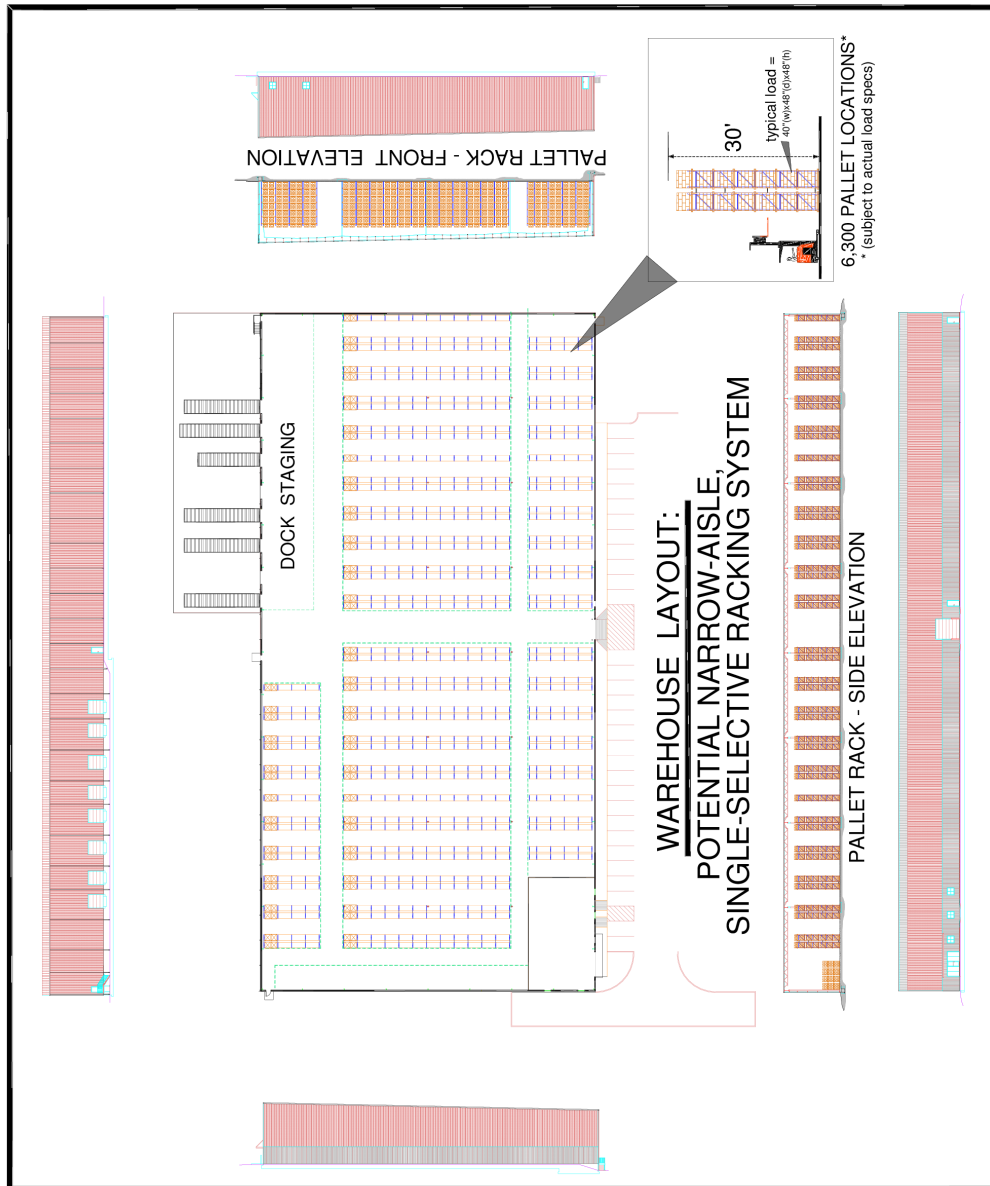 PALLET RACK - FRONT ELEVATION
30'
typical load =
40"(w)x48"(d)x48"(h)
6,300 PALLET LOCATIONS*
* (subject to actual load specs)
DOCK STAGING
WAREHOUSE LAYOUT:
POTENTIAL NARROW-AISLE,
SINGLE-SELECTIVE RACKING SYSTEM
PALLET RACK - SIDE ELEVATION